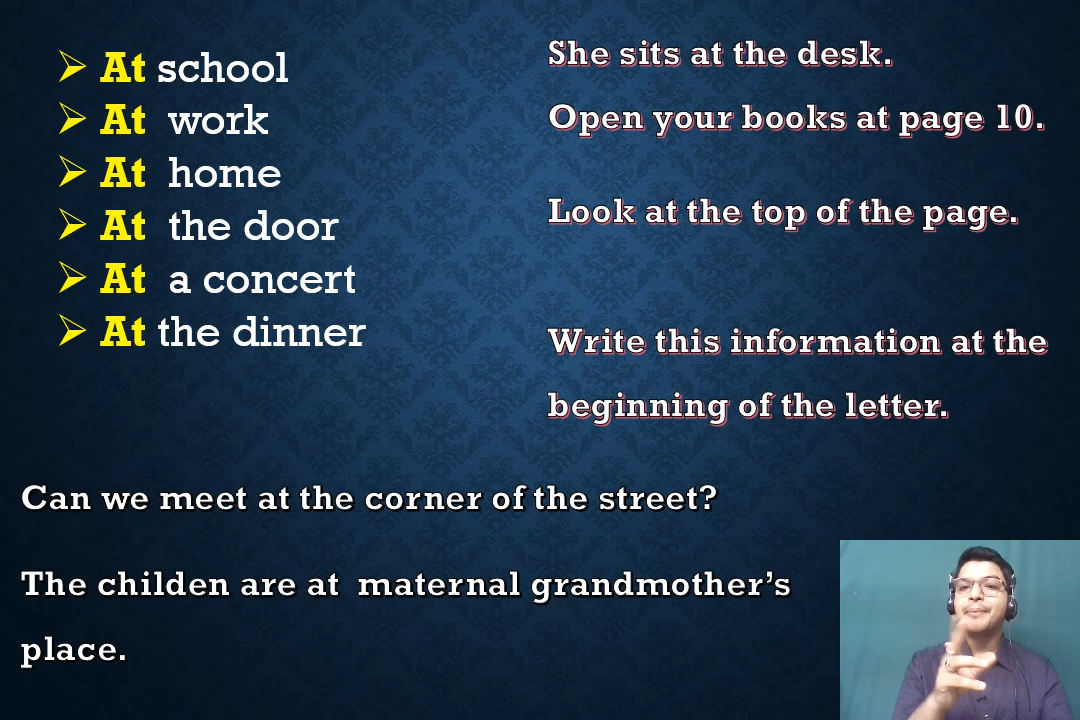 At school
At work
At home
At the door
At a concert
At the dinner
She sits at the desk.
Open your books at page 10.
Look at the top of the page.
Write this information at the
beginning of the letter.
Can we meet at the corner of the street?
The childen are at maternal grandmother’s
place.